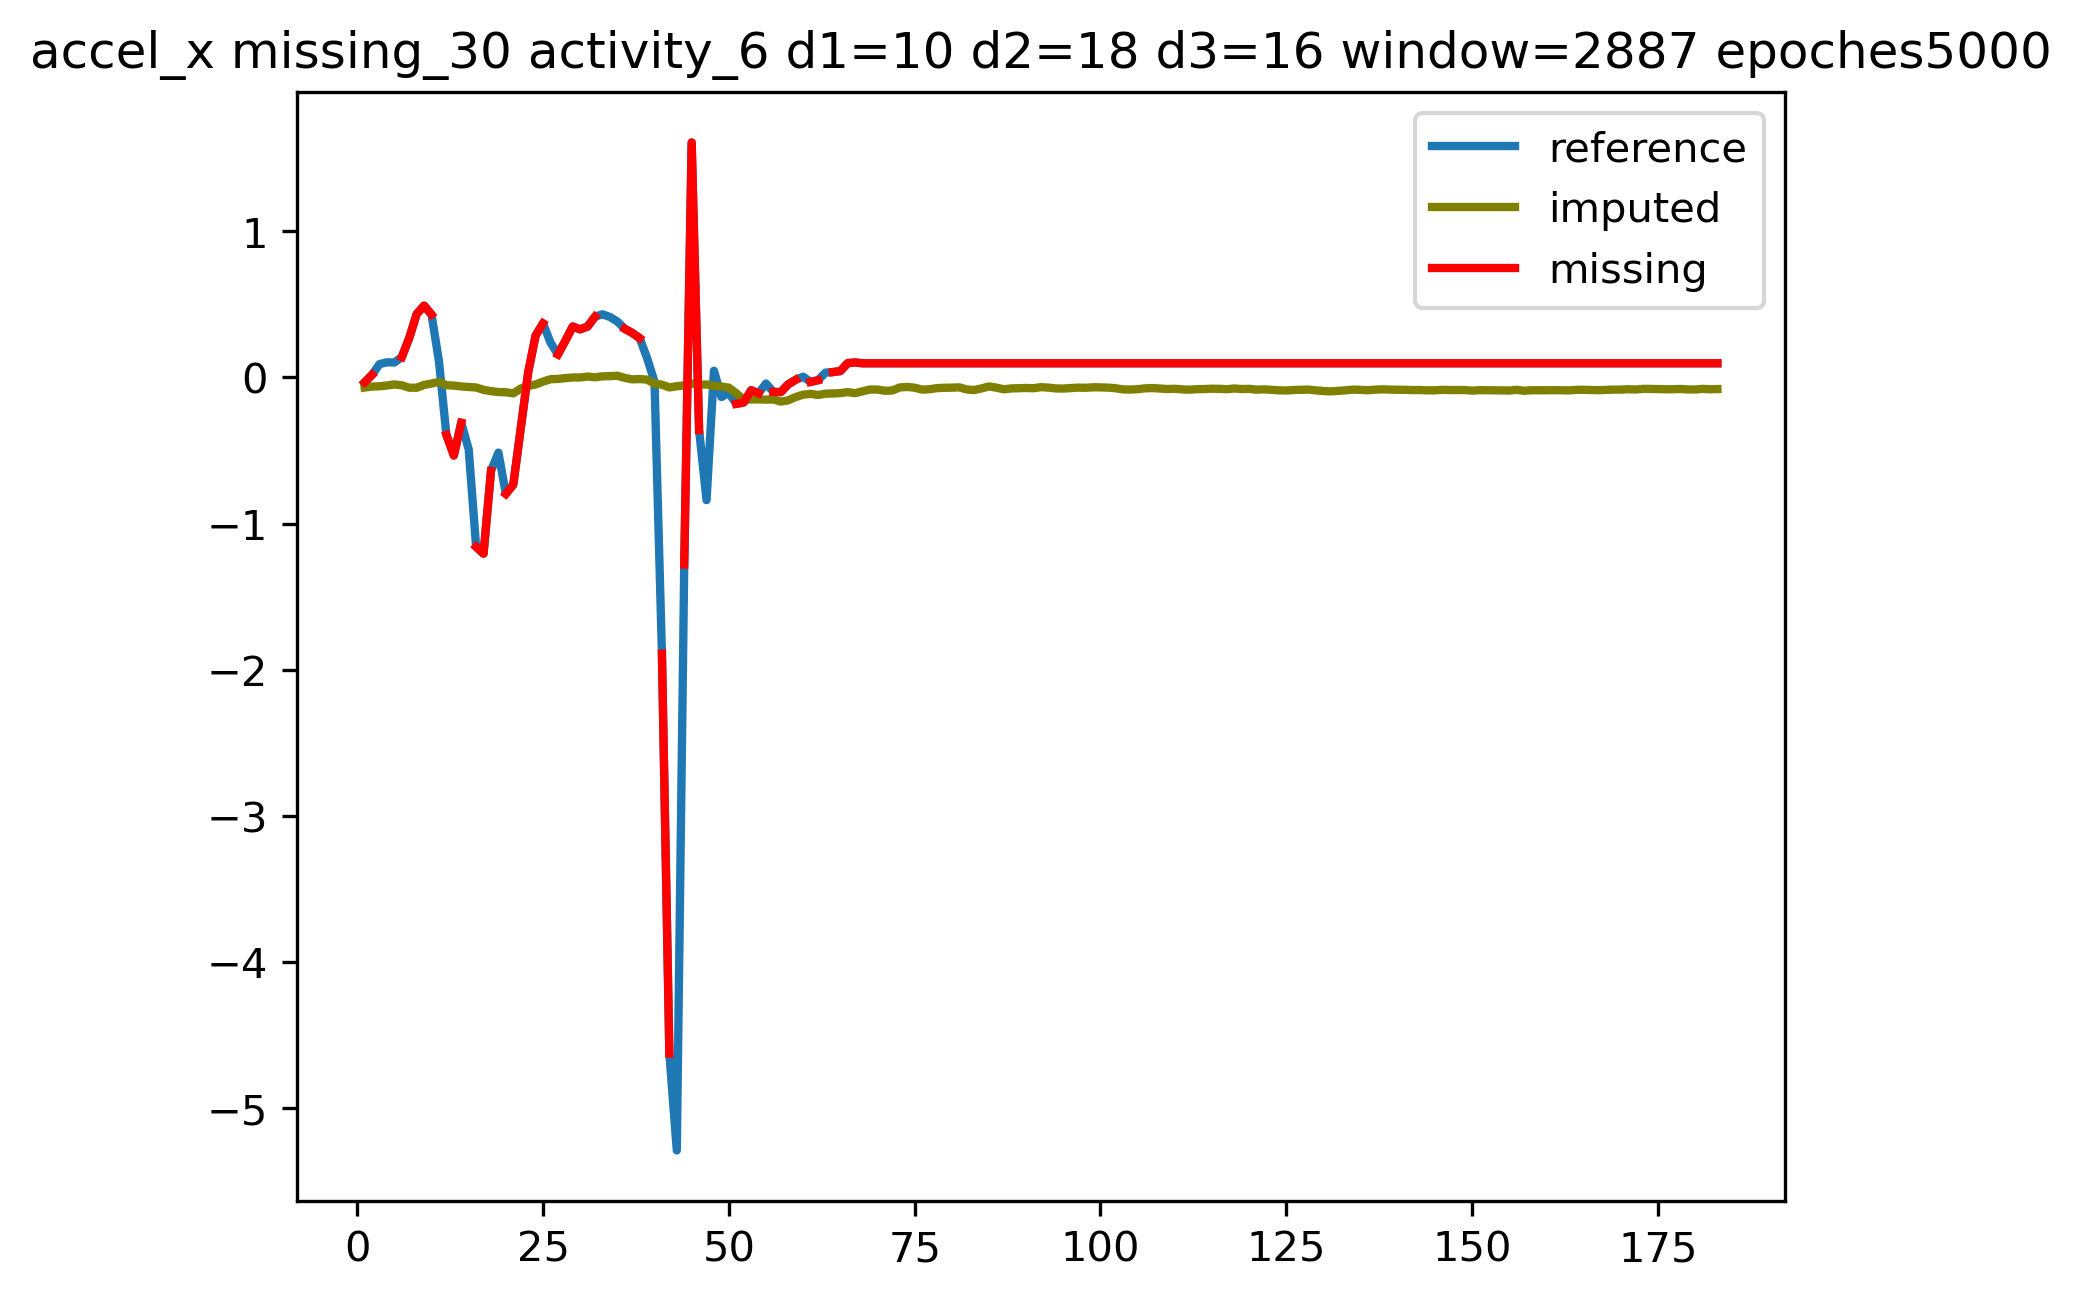 accel_x missing_30 activity_6 d1=10 d2=18 d3=16 window=2887 epoches5000
reference
imputed
missing
1
0
−1
−2
−3
−4
−5
0 25 50 75 100 125 150 175